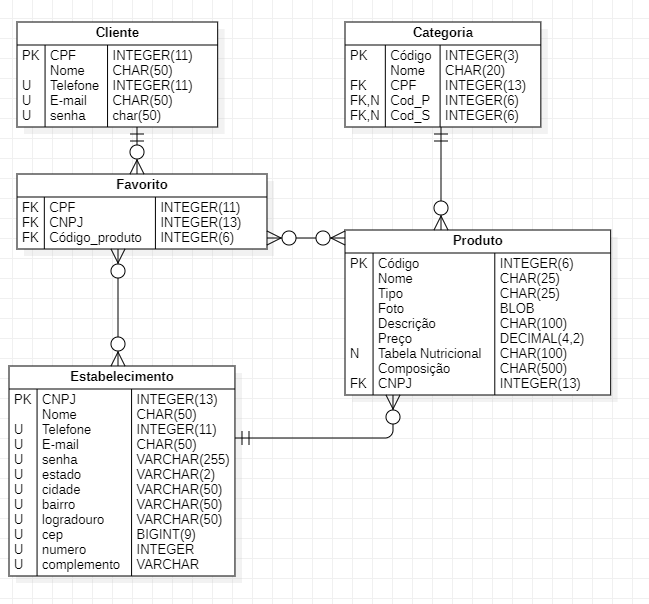 Cliente
PK CPF INTEGER(11)
Nome CHAR(50)
U Telefone INTEGER(11)
U E-mail CHAR(50)
U senha char(50)
Categoria
PK Código INTEGER(3)
Nome CHAR(20)
FK CPF INTEGER(13)
FK,N Cod_P INTEGER(6)
FK,N Cod_S INTEGER(6)
Favorito
FK CPF INTEGER(11)
FK CNPJ INTEGER(13)
FK Código_produto INTEGER(6)
Produto
PK Código INTEGER(6)
Nome CHAR(25)
Tipo CHAR(25)
Foto BLOB
Descrição CHAR(100)
Preço DECIMAL(4,2)
N Tabela Nutricional CHAR(100)
Composição CHAR(500)
FK CNPJ INTEGER(13)
Estabelecimento
PK CNPJ INTEGER(13)
Nome CHAR(50)
U Telefone INTEGER(11)
U E-mail CHAR(50)
U senha VARCHAR(255)
U estado VARCHAR(2)
U cidade VARCHAR(50)
U bairro VARCHAR(50)
U logradouro VARCHAR(50)
U cep BIGINT(9)
U numero INTEGER
U complemento VARCHAR